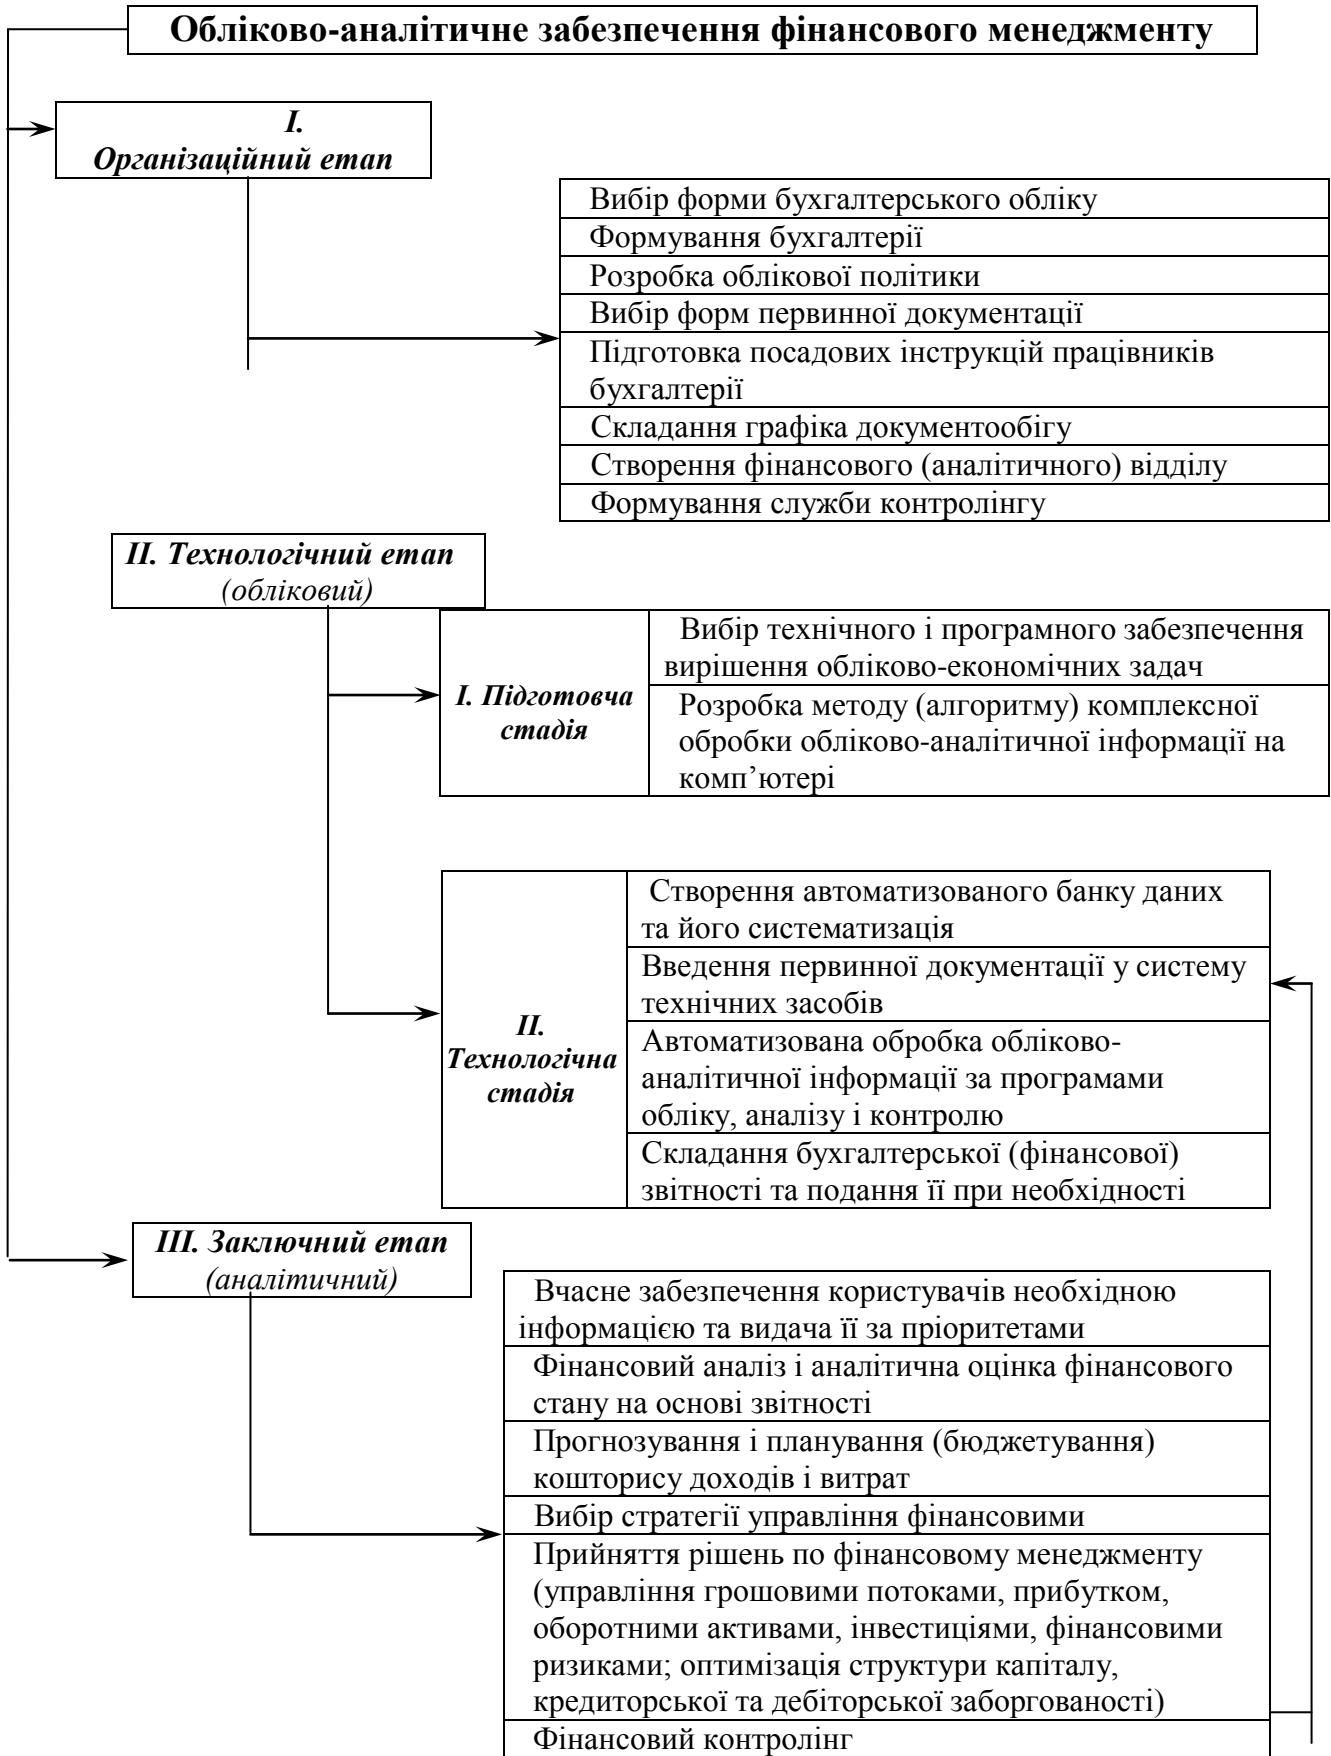 Обліково-аналітичне забезпечення фінансового менеджменту
I.
Організаційний етап
Вибір форми бухгалтерського обліку
Формування бухгалтерії
Розробка облікової політики
Вибір форм первинної документації
Підготовка посадових інструкцій працівників
бухгалтерії
Складання графіка документообігу
Створення фінансового (аналітичного) відділу
Формування служби контролінгу
II. Технологічний етап
(обліковий)
I. Підготовча
стадія
Вибір технічного і програмного забезпечення
вирішення обліково-економічних задач
Розробка методу (алгоритму) комплексної
обробки обліково-аналітичної інформації на
комп’ютері
II.
Технологічна
стадія
Створення автоматизованого банку даних
та його систематизація
Введення первинної документації у систему
технічних засобів
Автоматизована обробка обліково-
аналітичної інформації за програмами
обліку, аналізу і контролю
Складання бухгалтерської (фінансової)
звітності та подання її при необхідності
III. Заключний етап
(аналітичний)
Вчасне забезпечення користувачів необхідною
інформацією та видача її за пріоритетами
Фінансовий аналіз і аналітична оцінка фінансового
стану на основі звітності
Прогнозування і планування (бюджетування)
кошторису доходів і витрат
Вибір стратегії управління фінансовими
Прийняття рішень по фінансовому менеджменту
(управління грошовими потоками, прибутком,
оборотними активами, інвестиціями, фінансовими
ризиками; оптимізація структури капіталу,
кредиторської та дебіторської заборгованості)
Фінансовий контролінг